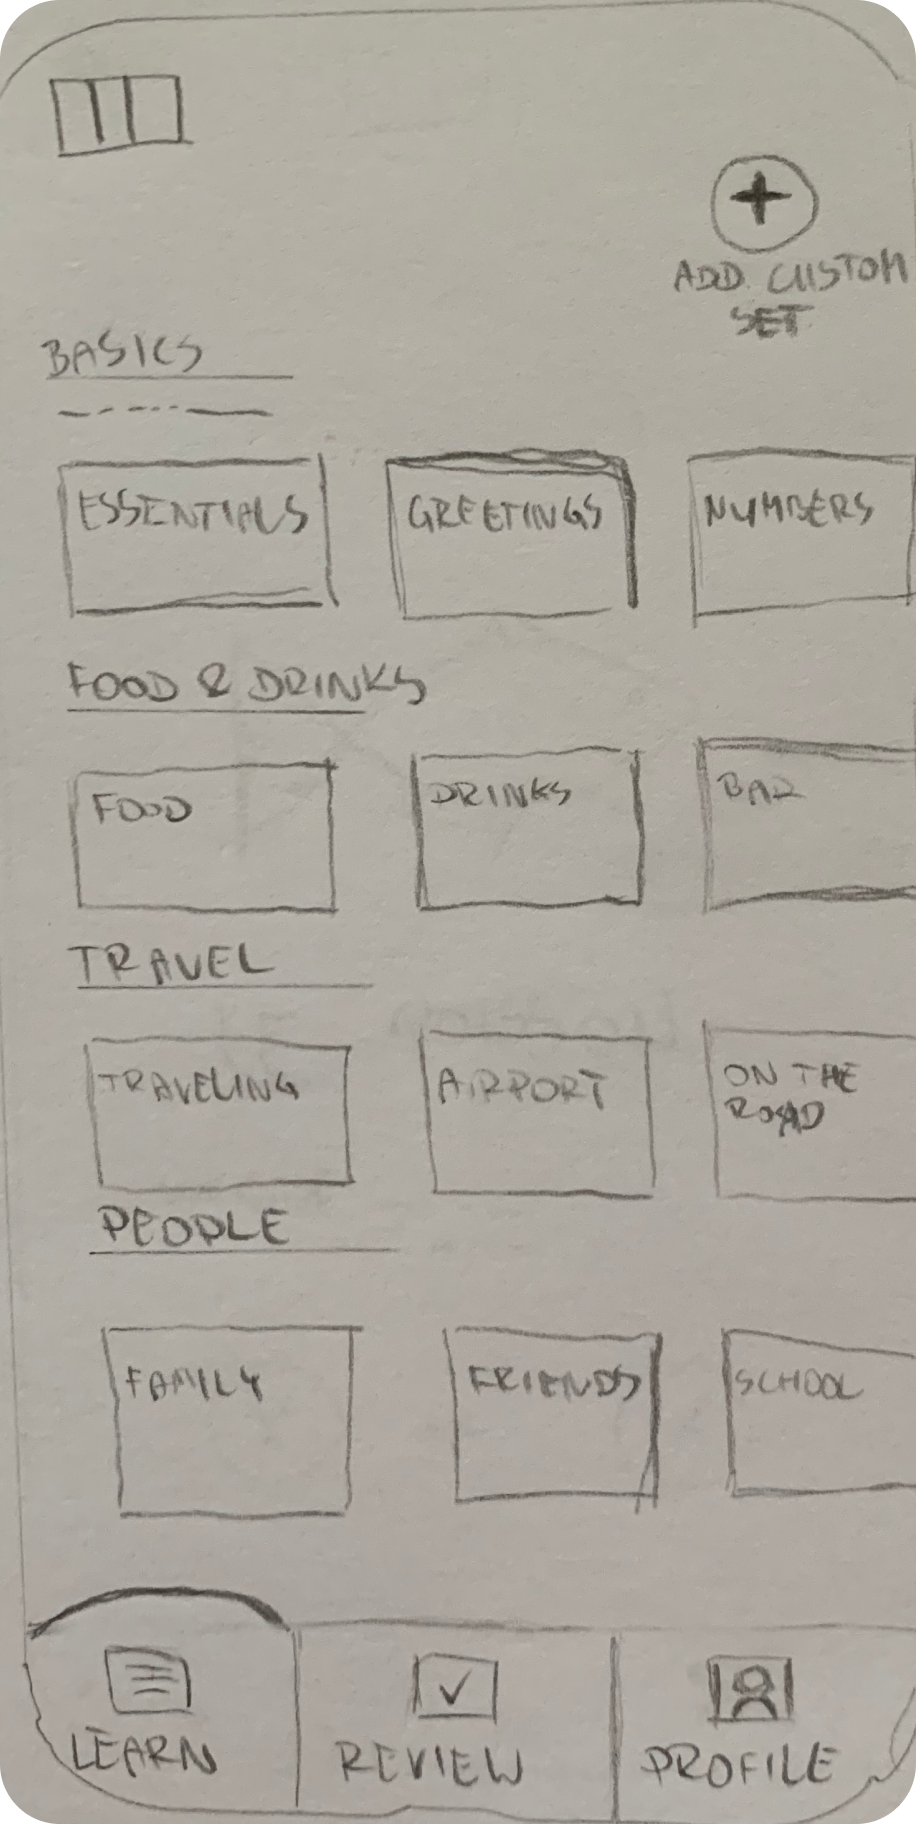 ADD CUSTOM
SET
BASICS
ESSENTIALS
GREETINGS
NUMBERS
FOOD & DRINKS
FOOD
DRINKS
BAR
TRAVEL
TRAVELING
AIRPORT
ON THE
ROAD
PEOPLE
FAMILY
FRIENDS
SCHOOL
LEARN
REVIEW
PROFILE